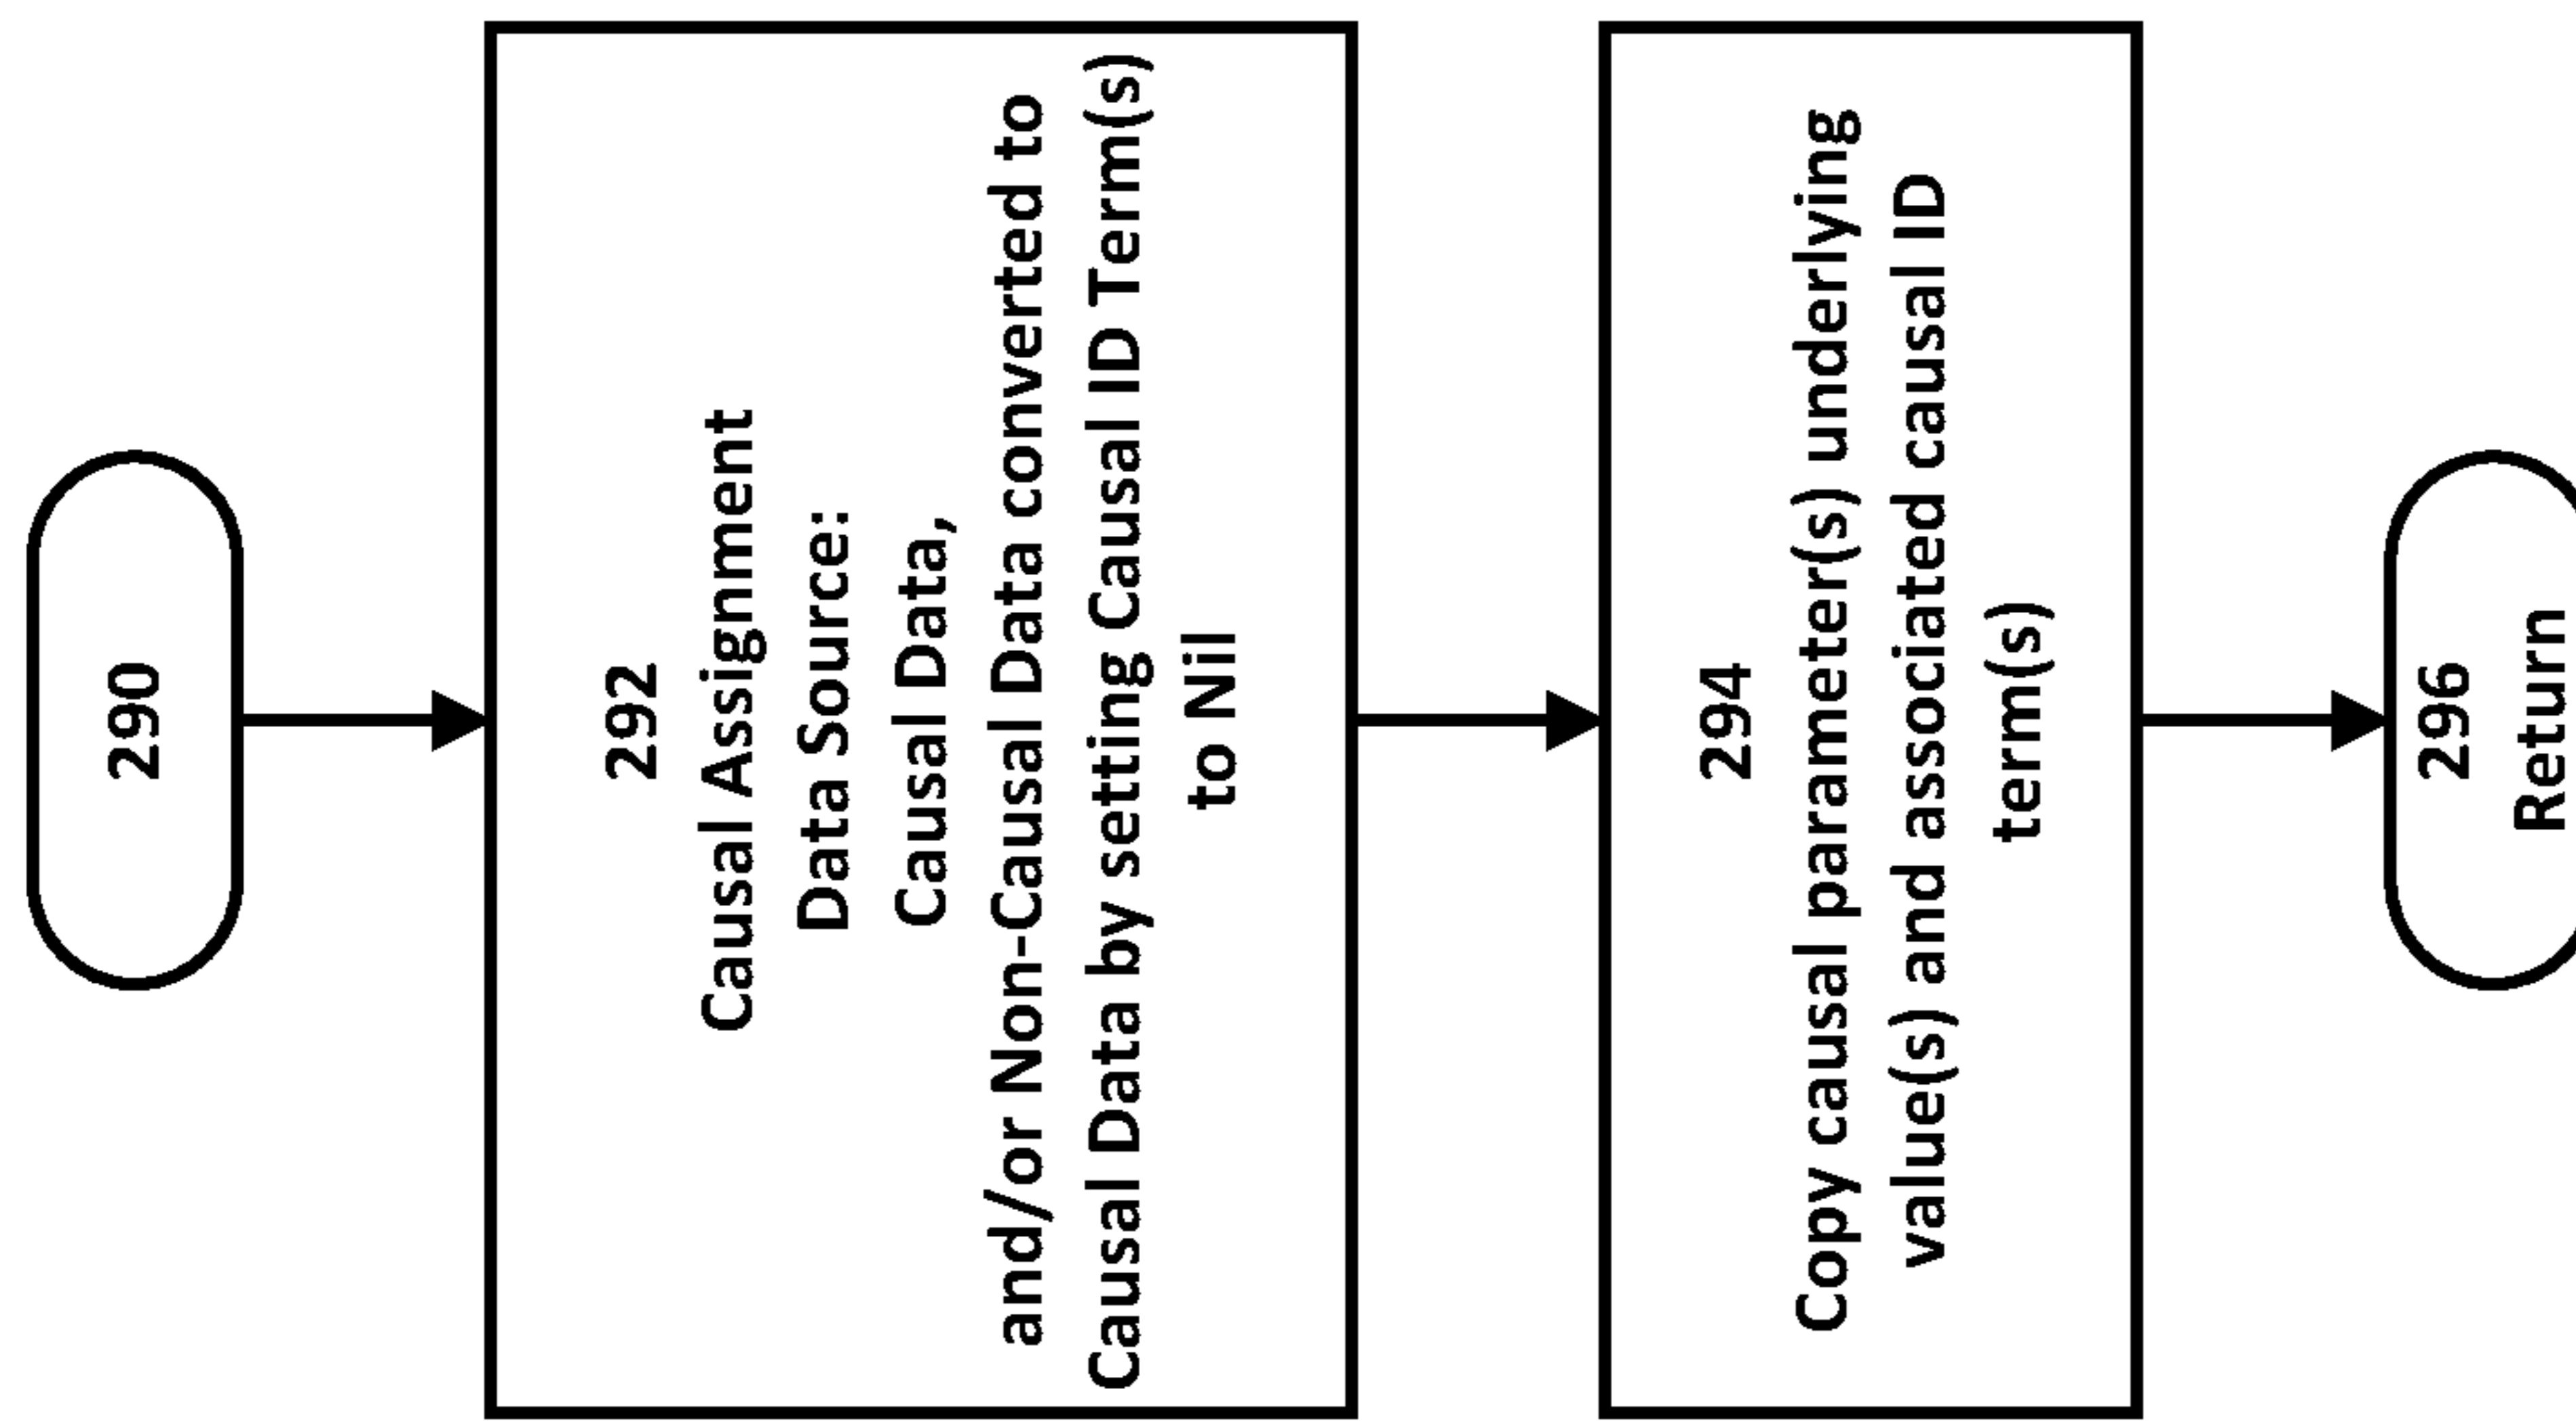 290
292
Causal Assignment
Data Source:
Causal Data,
and/or Non-Causal Data converted to
Causal Data by setting Causal ID Term(s)
to Nil
294
Copy causal parameter(s) underlying
value(s) and associated causal ID
term(s)
296
Return